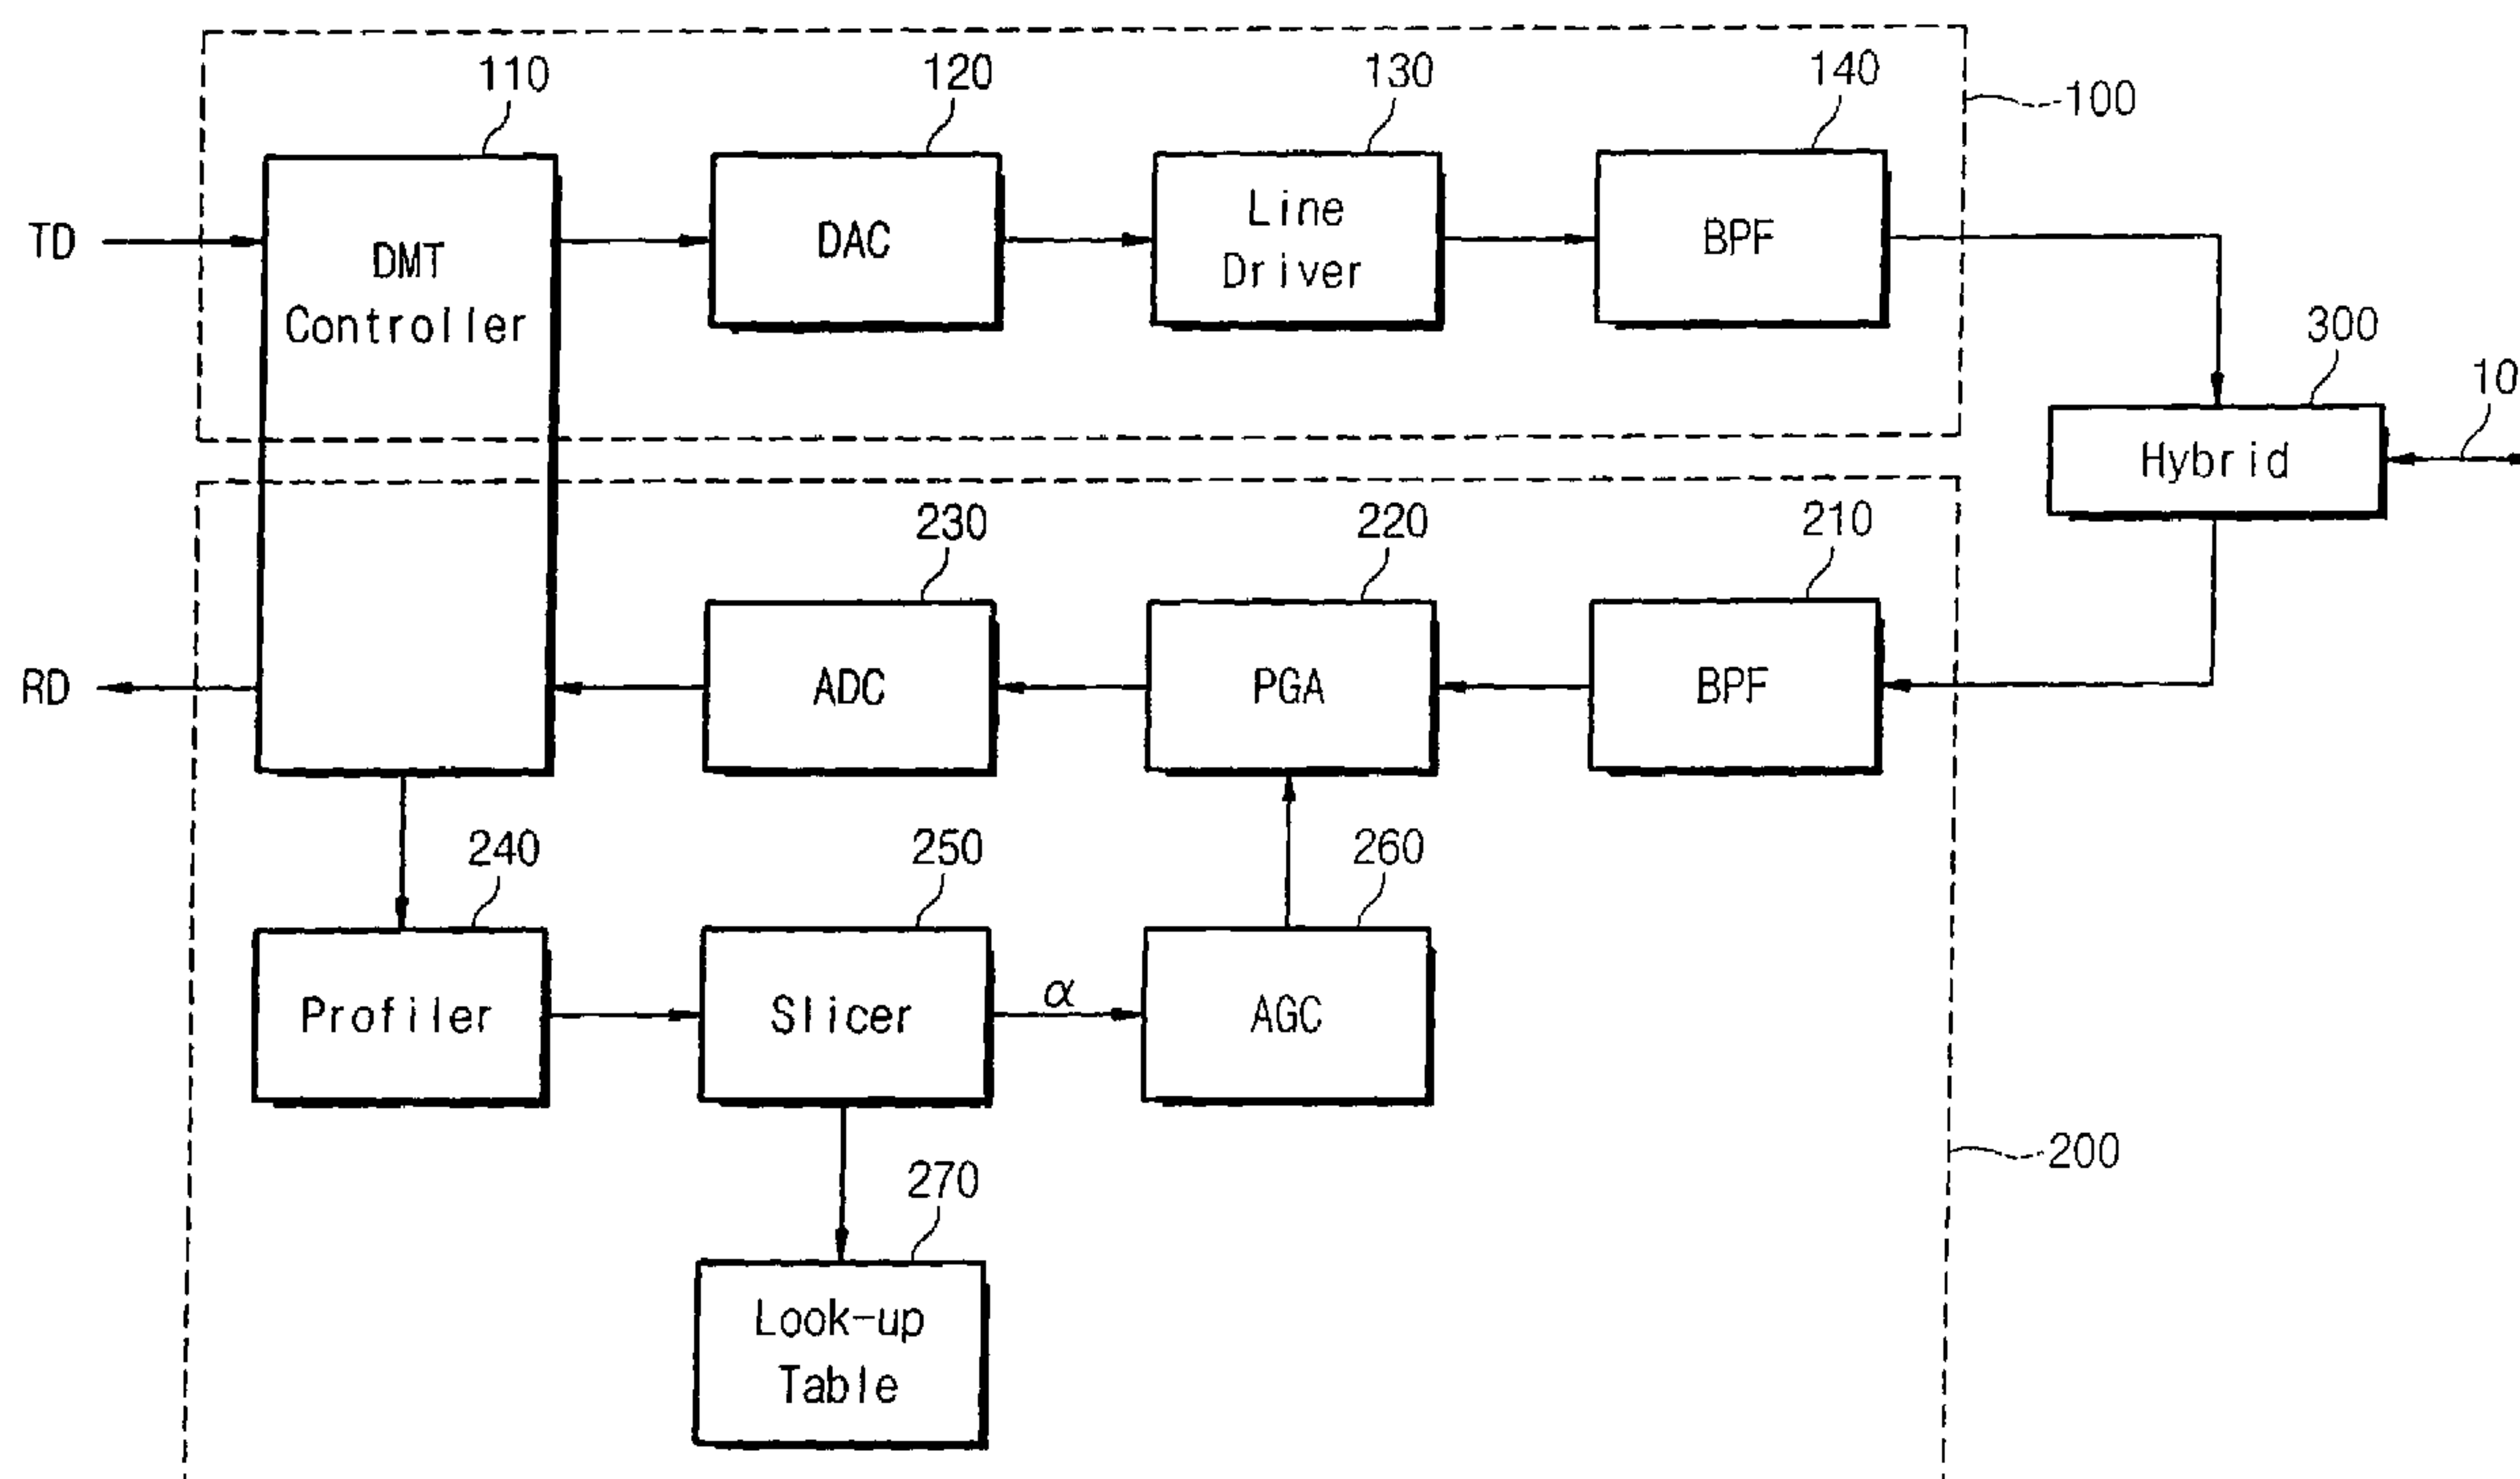 110
120
130
140
100
TD
DMT
Controller
DAC
Line
Driver
BPF
300
10
Hybrid
230
220
210
RD
ADC
PGA
BPF
240
250
260
Profiler
Slicer
α
AGC
200
270
Look-up
Table